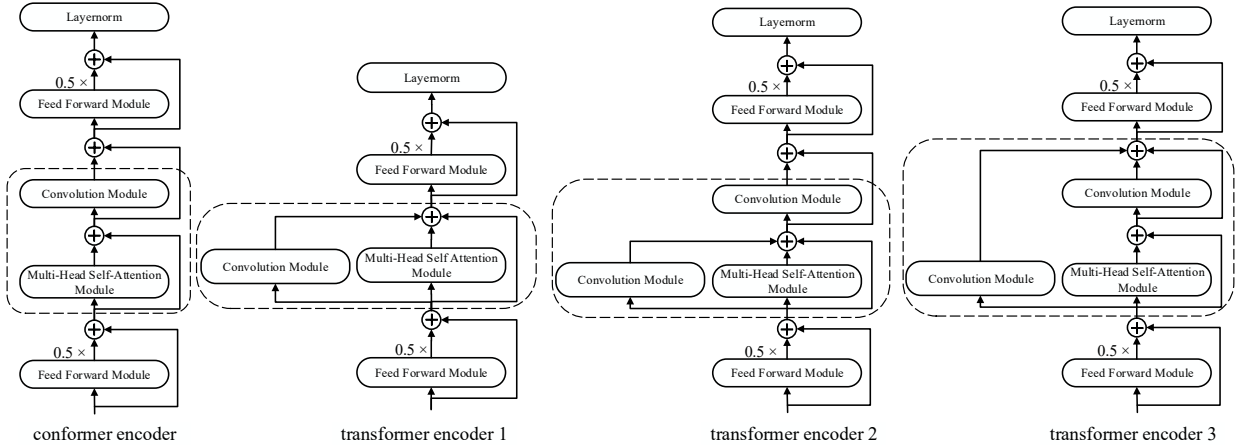 Layernorm
0.5 ×
Feed Forward Module
Convolution Module
Multi-Head Self-Attention
Module
0.5 ×
Feed Forward Module
conformer encoder
Layernorm
0.5 ×
Feed Forward Module
Convolution Module
Multi-Head Self Attention
Module
0.5 ×
Feed Forward Module
transformer encoder 1
Layernorm
0.5 ×
Feed Forward Module
Convolution Module
Convolution Module
Multi-Head Self-Attention
Module
0.5 ×
Feed Forward Module
transformer encoder 2
Layernorm
0.5 ×
Feed Forward Module
Convolution Module
Convolution Module
Multi-Head Self-Attention
Module
0.5 ×
Feed Forward Module
transformer encoder 3